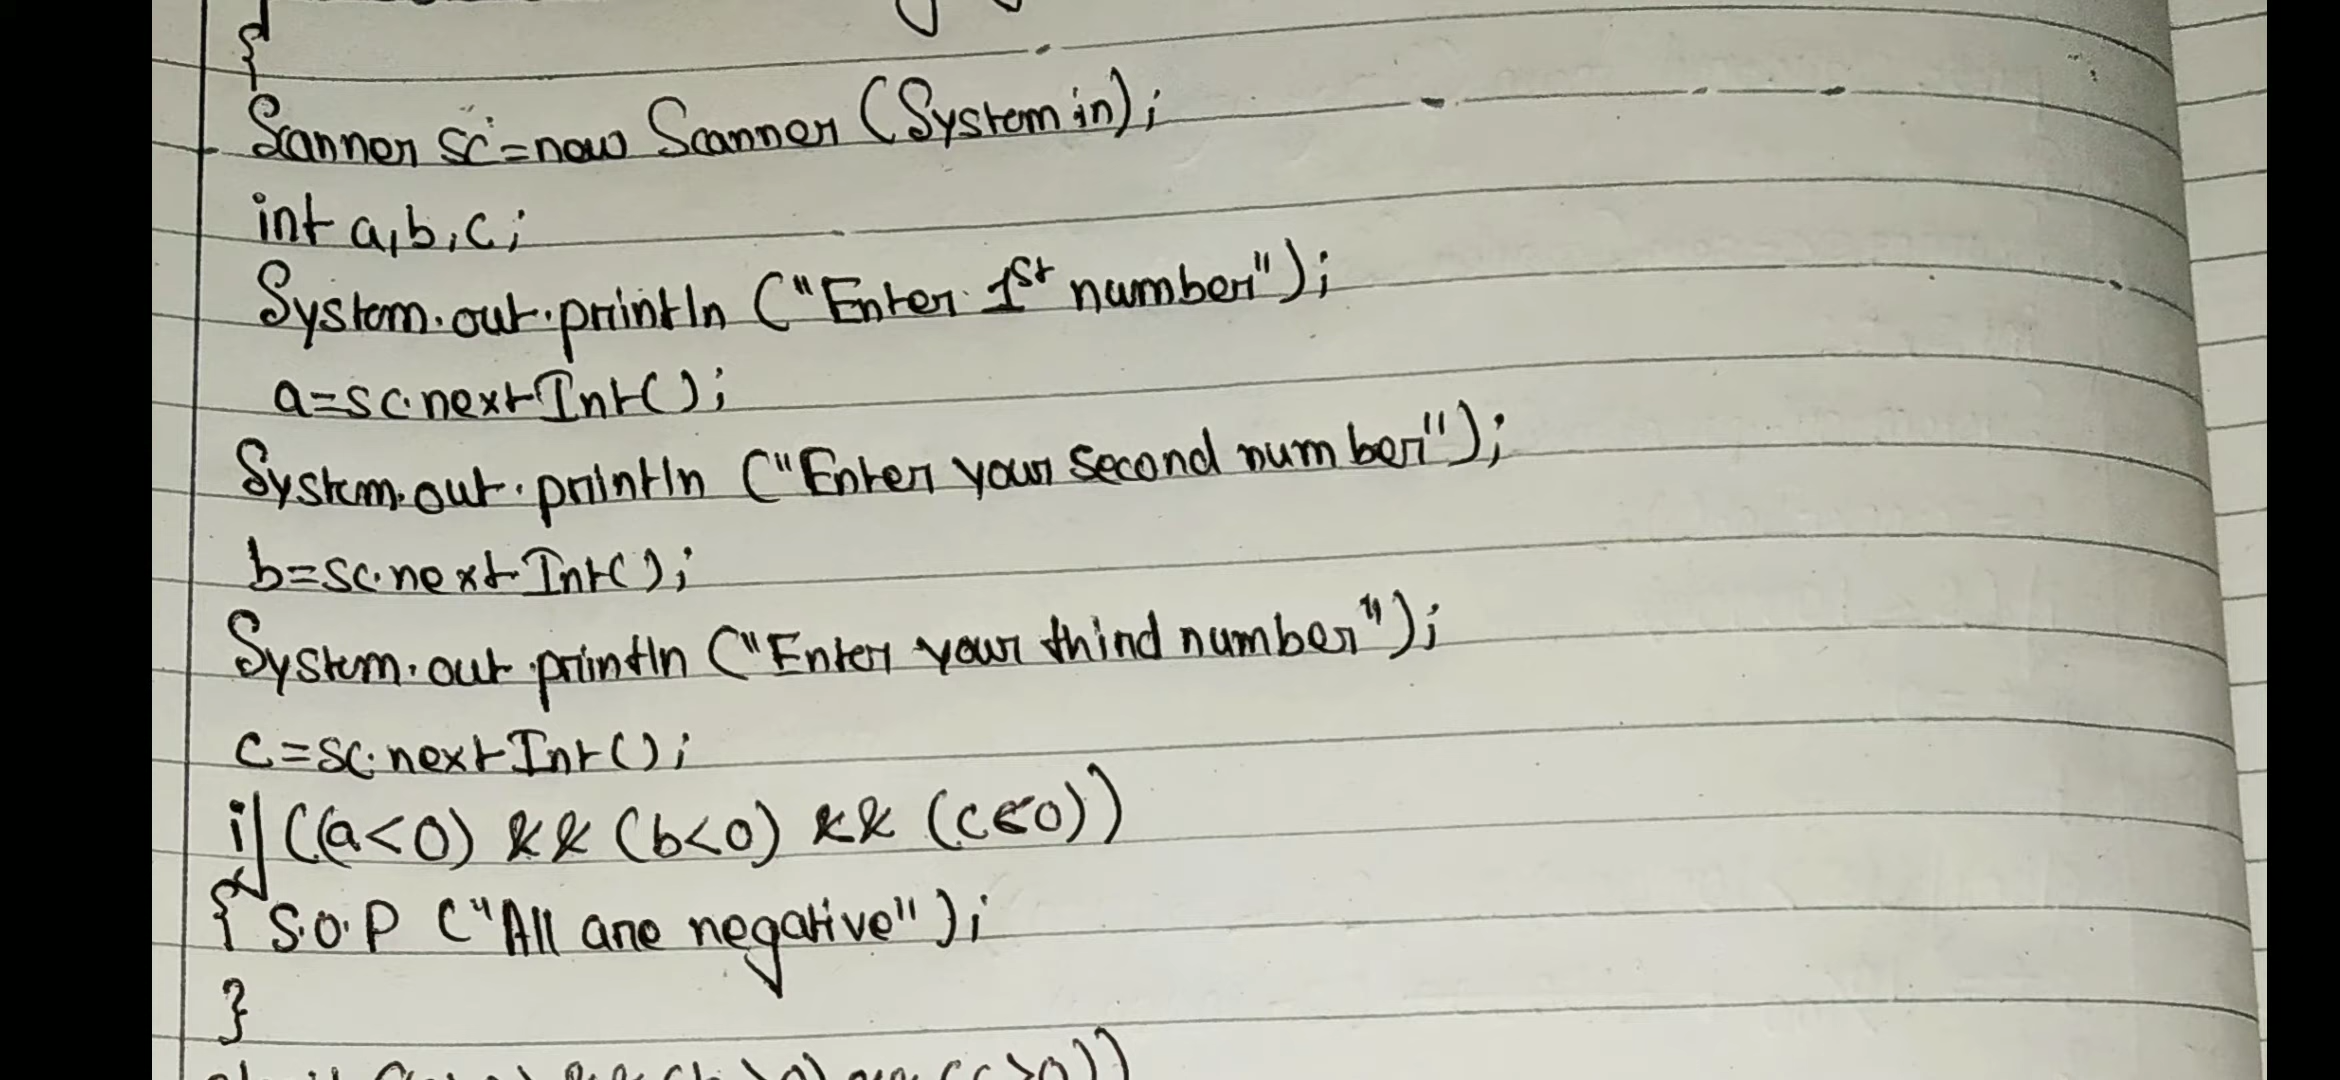 {
Scanner sc=new Scanner (System in);
int a,b,c;
System.out.println ("Enter 1st number");
a=sc.nextInt();
System.out.println ("Enter your second number");
b=sc.nextInt();
System.out.println ("Enter your third number");
c=sc.nextInt();
if ((a<0) && (b<0) && (c<0))
{ S.O.P ("All are negative");
}